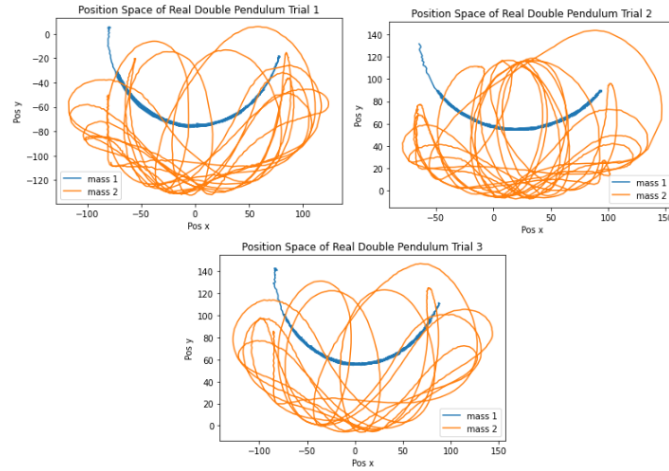 Position Space of Real Double Pendulum Trial 1
0
−20
−40
−60
−80
−100
−120
Pos y
mass 1
mass 2
−100
−50
0
50
100
Pos x
Position Space of Real Double Pendulum Trial 2
140
120
100
80
60
40
20
0
Pos y
mass 1
mass 2
−50
0
50
100
150
Pos x
Position Space of Real Double Pendulum Trial 3
140
120
100
80
60
40
20
0
Pos y
mass 1
mass 2
−100
−50
0
50
100
150
Pos x